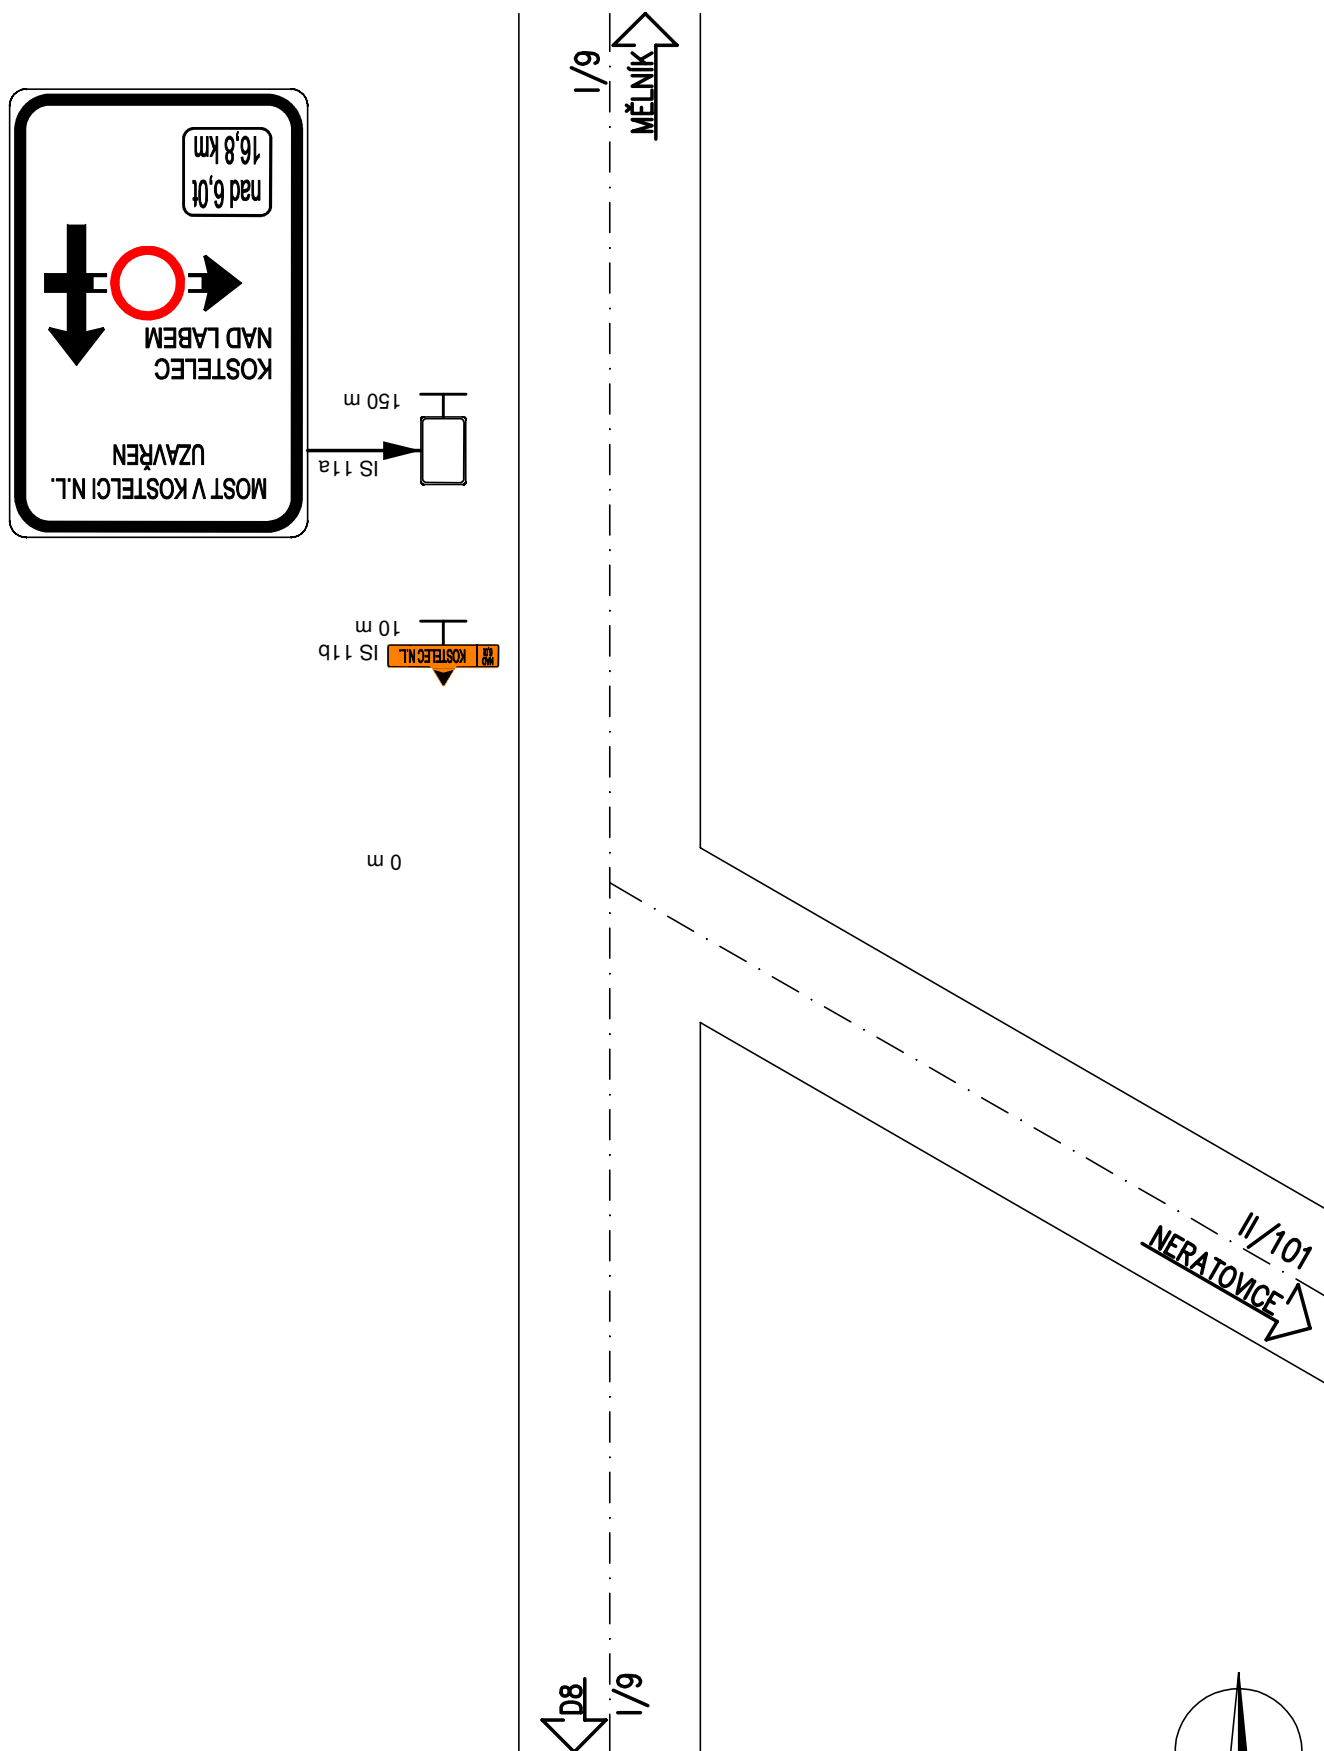 I/9
MĚLNÍK
nad 6,0t
16,8 km
KOSTELEC
NAD LABEM
MOST V KOSTELCI N.L.
UZAVŘEN
150 m
IS 11a
10 m
IS 11b
KOSTELEC N.L.
0 m
II/101
NERATOVICE
D8
I/9